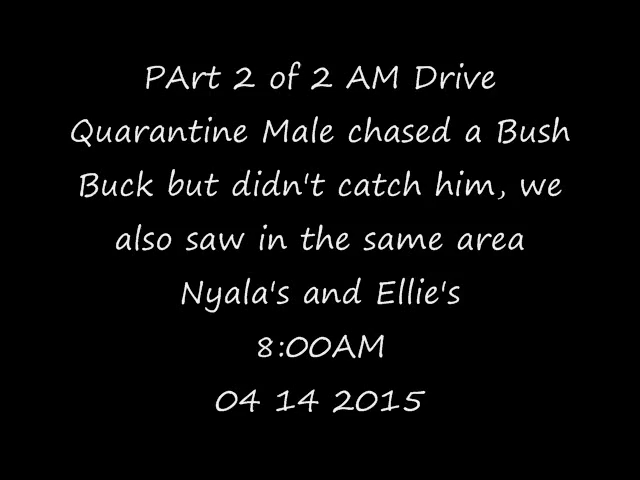 PArt 2 of 2 AM Drive
Quarantine Male chased a Bush
Buck but didn't catch him, we
also saw in the same area
Nyala's and Ellie's
8:00AM
04 14 2015